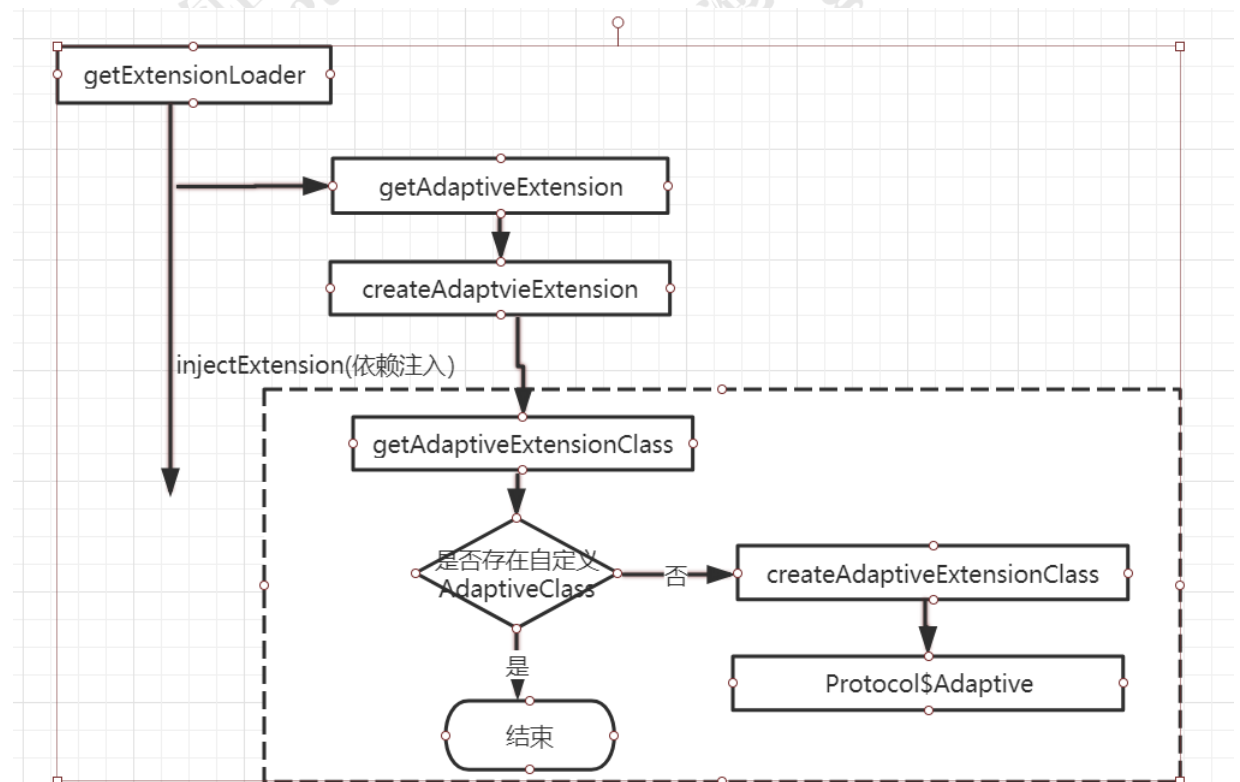 getExtensionLoader
getAdaptiveExtension
createAdaptvieExtension
injectExtension(依赖注入)
getAdaptiveExtensionClass
是否存在自定义
AdaptiveClass
否
createAdaptiveExtensionClass
是
Protocol$Adaptive
结束